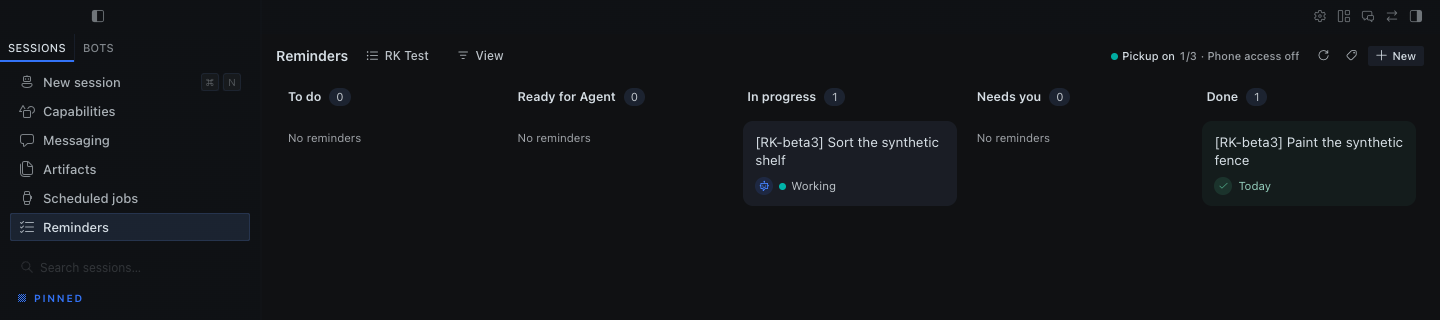 SESSIONS BOTS
New session ⌘ N
Capabilities
Messaging
Artifacts
Scheduled jobs
Reminders
Search sessions...
PINNED
Reminders RK Test View Pickup on 1/3 · Phone access off New
To do 0
No reminders
Ready for Agent 0
No reminders
In progress 1
[RK-beta3] Sort the synthetic
shelf
Working
Needs you 0
No reminders
Done 1
[RK-beta3] Paint the synthetic
fence
Today